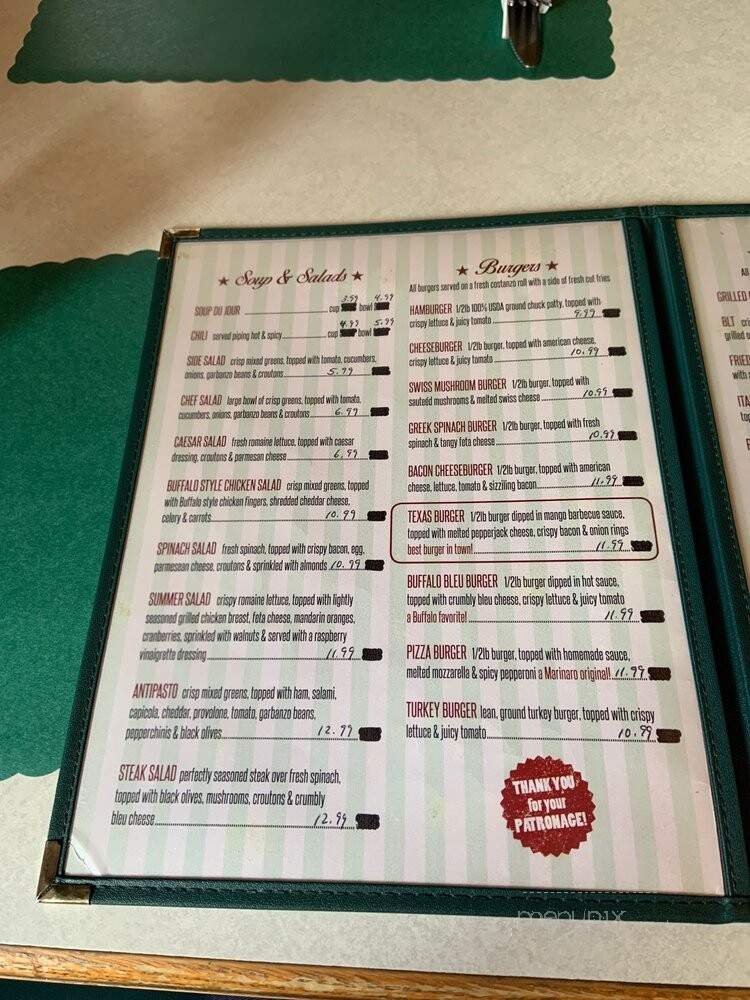 ★ Soup & Salads ★
3.99 4.99
SOUP DU JOUR cup bowl
4.99 5.99
CHILI served piping hot & spicy cup bowl
SIDE SALAD crisp mixed greens, topped with tomato, cucumbers,
onions, garbanzo beans & croutons 5.99
CHEF SALAD large bowl of crisp greens, topped with tomato,
cucumbers, onions, garbanzo beans & croutons 6.99
CAESAR SALAD fresh romaine lettuce, topped with caesar
dressing, croutons & parmesan cheese 6.99
BUFFALO STYLE CHICKEN SALAD crisp mixed greens, topped
with Buffalo style chicken fingers, shredded cheddar cheese,
celery & carrots 10.99
SPINACH SALAD fresh spinach, topped with crispy bacon, egg,
parmesean cheese, croutons & sprinkled with almonds 10.99
SUMMER SALAD crispy romaine lettuce, topped with lightly
seasoned grilled chicken breast, feta cheese, mandarin oranges,
cranberries, sprinkled with walnuts & served with a raspberry
vinaigrette dressing 11.99
ANTIPASTO crisp mixed greens, topped with ham, salami,
capicola, cheddar, provolone, tomato, garbanzo beans,
pepperchinis & black olives 12.99
STEAK SALAD perfectly seasoned steak over fresh spinach,
topped with black olives, mushrooms, croutons & crumbly
bleu cheese 12.99
★ Burgers ★
All burgers served on a fresh costanzo roll with a side of fresh cut fries
HAMBURGER 1/2lb 100% USDA ground chuck patty, topped with
crispy lettuce & juicy tomato 9.99
CHEESEBURGER 1/2lb burger, topped with american cheese,
crispy lettuce & juicy tomato 10.99
SWISS MUSHROOM BURGER 1/2lb burger, topped with
sauteéd mushrooms & melted swiss cheese 10.99
GREEK SPINACH BURGER 1/2lb burger, topped with fresh
spinach & tangy feta cheese 10.99
BACON CHEESEBURGER 1/2lb burger, topped with american
cheese, lettuce, tomato & sizzling bacon 11.99
TEXAS BURGER 1/2lb burger dipped in mango barbecue sauce,
topped with melted pepperjack cheese, crispy bacon & onion rings
best burger in town! 11.99
BUFFALO BLEU BURGER 1/2lb burger dipped in hot sauce,
topped with crumbly bleu cheese, crispy lettuce & juicy tomato
a Buffalo favorite! 11.99
PIZZA BURGER 1/2lb burger, topped with homemade sauce,
melted mozzarella & spicy pepperoni a Marinaro original! 11.99
TURKEY BURGER lean, ground turkey burger, topped with crispy
lettuce & juicy tomato 10.99
THANK YOU
for your
PATRONAGE!
All
GRILLED
BLT
grilled
FRIED
with
ITA
top
menupix